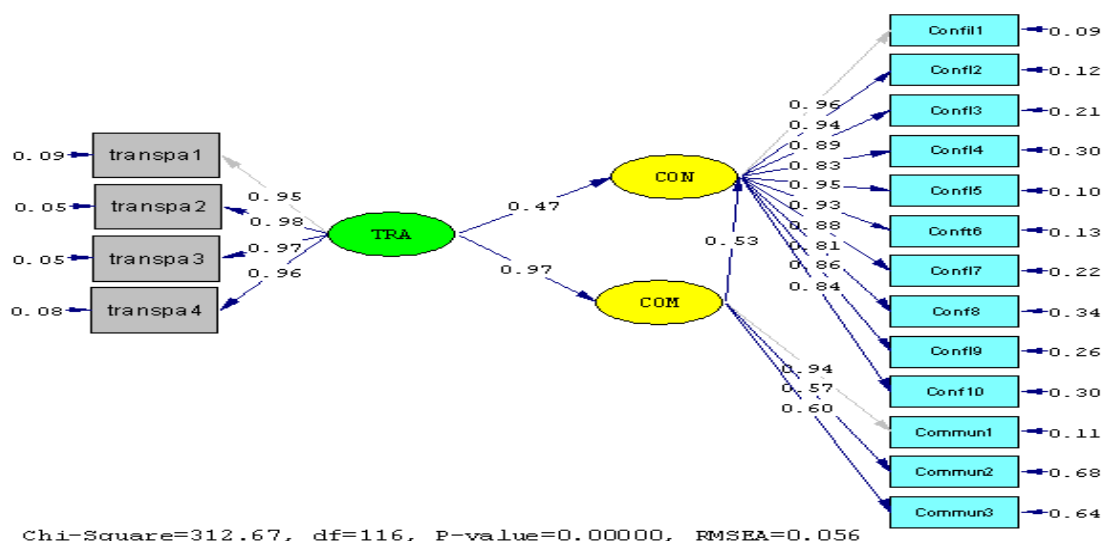 Confil1 0.09
Confl2 0.12
Confl3 0.21
Confl4 0.30
Confl5 0.10
Conft6 0.13
Confl7 0.22
Conf8 0.34
Confl9 0.26
Conf10 0.30
Commun1 0.11
Commun2 0.68
Commun3 0.64
0.96
0.94
0.89
0.83
0.95
0.93
0.88
0.81
0.86
0.84
0.94
0.57
0.60
0.09 transpa1
0.05 transpa2
0.05 transpa3
0.08 transpa4
0.95
0.98
0.97
0.96
TRA
0.47
0.97
CON
0.53
COM
Chi-Square=312.67, df=116, P-value=0.00000, RMSEA=0.056